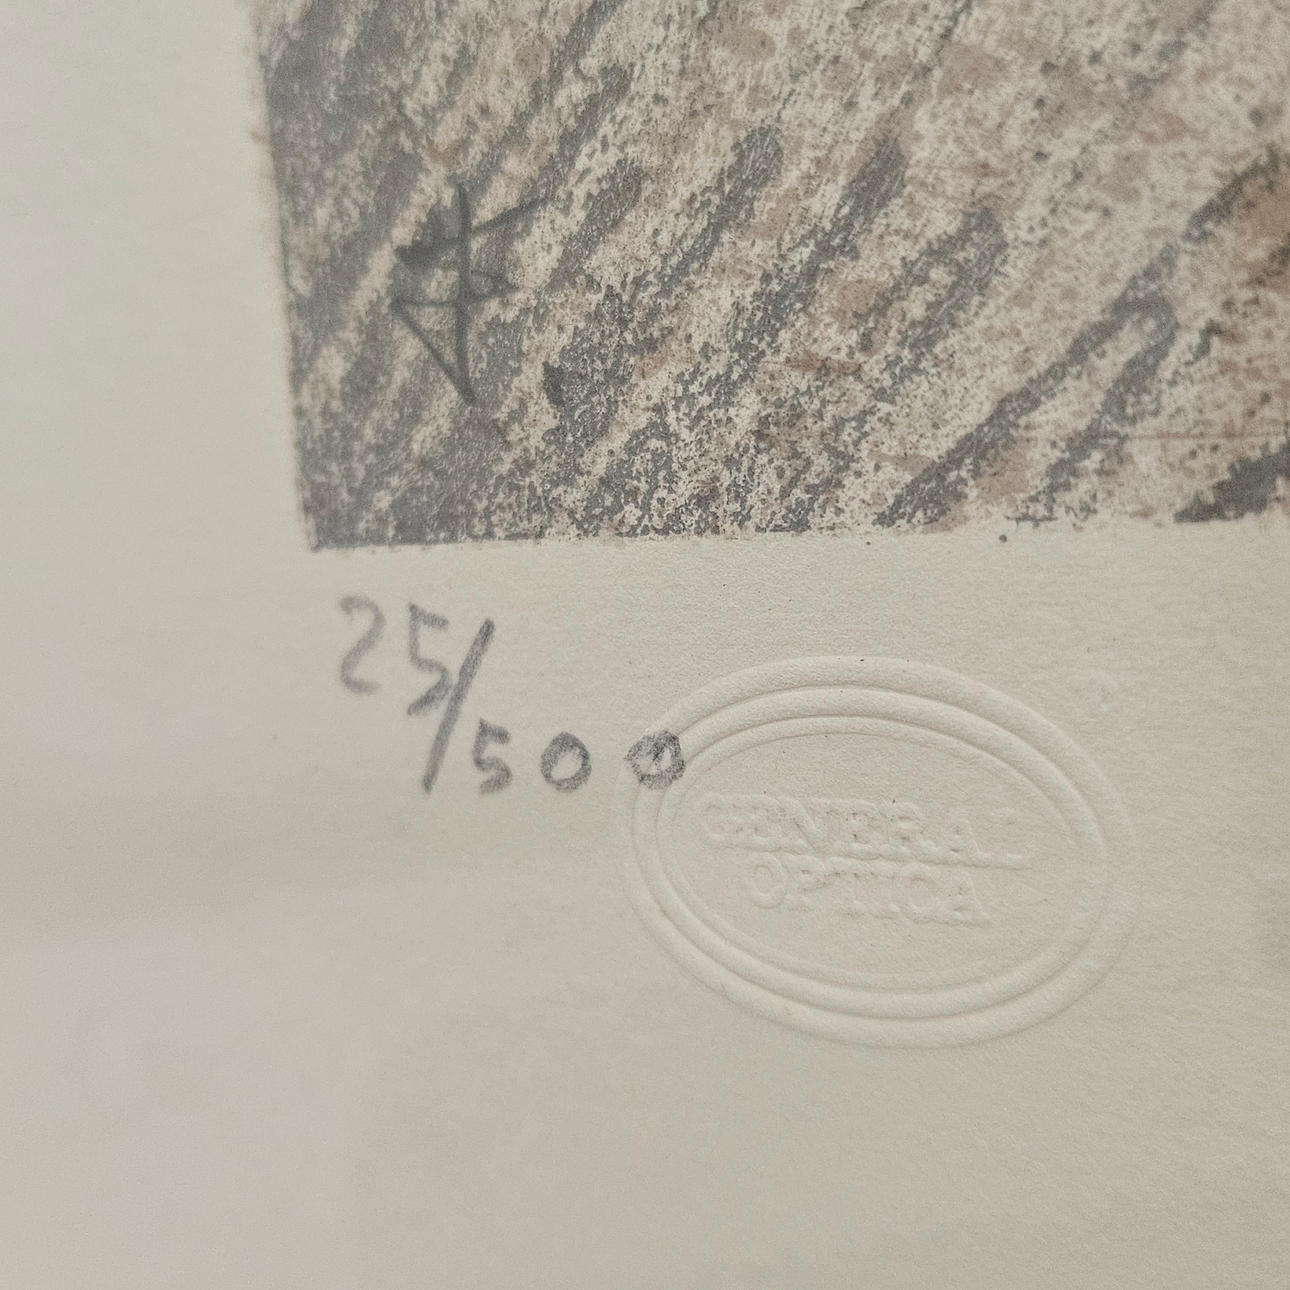 25/500
GENERAL
OPTICA